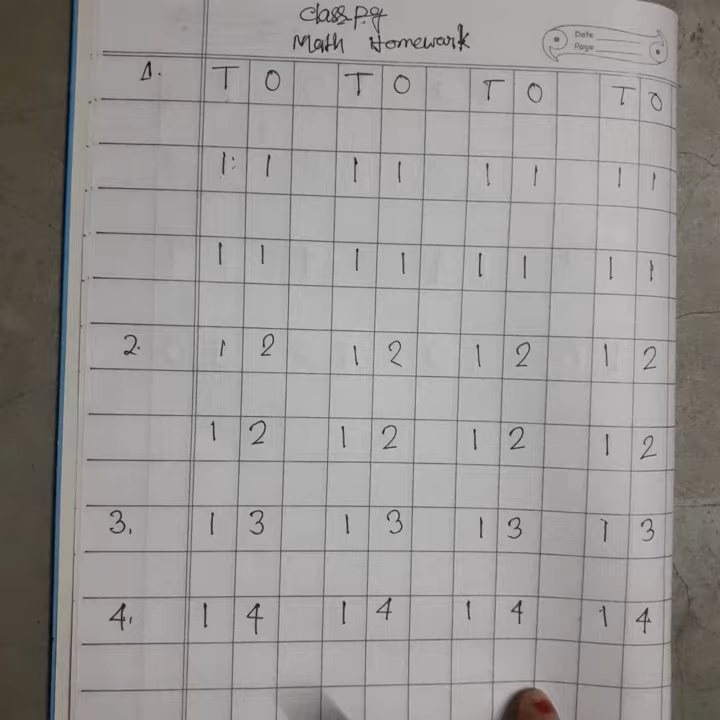 Class p.g
Math Homewark
Date
Page
1. T O T O T O T O
1 1 1 1 1 1 1 1
1 1 1 1 1 1 1 1
2. 1 2 1 2 1 2 1 2
1 2 1 2 1 2 1 2
3. 1 3 1 3 1 3 1 3
4. 1 4 1 4 1 4 1 4